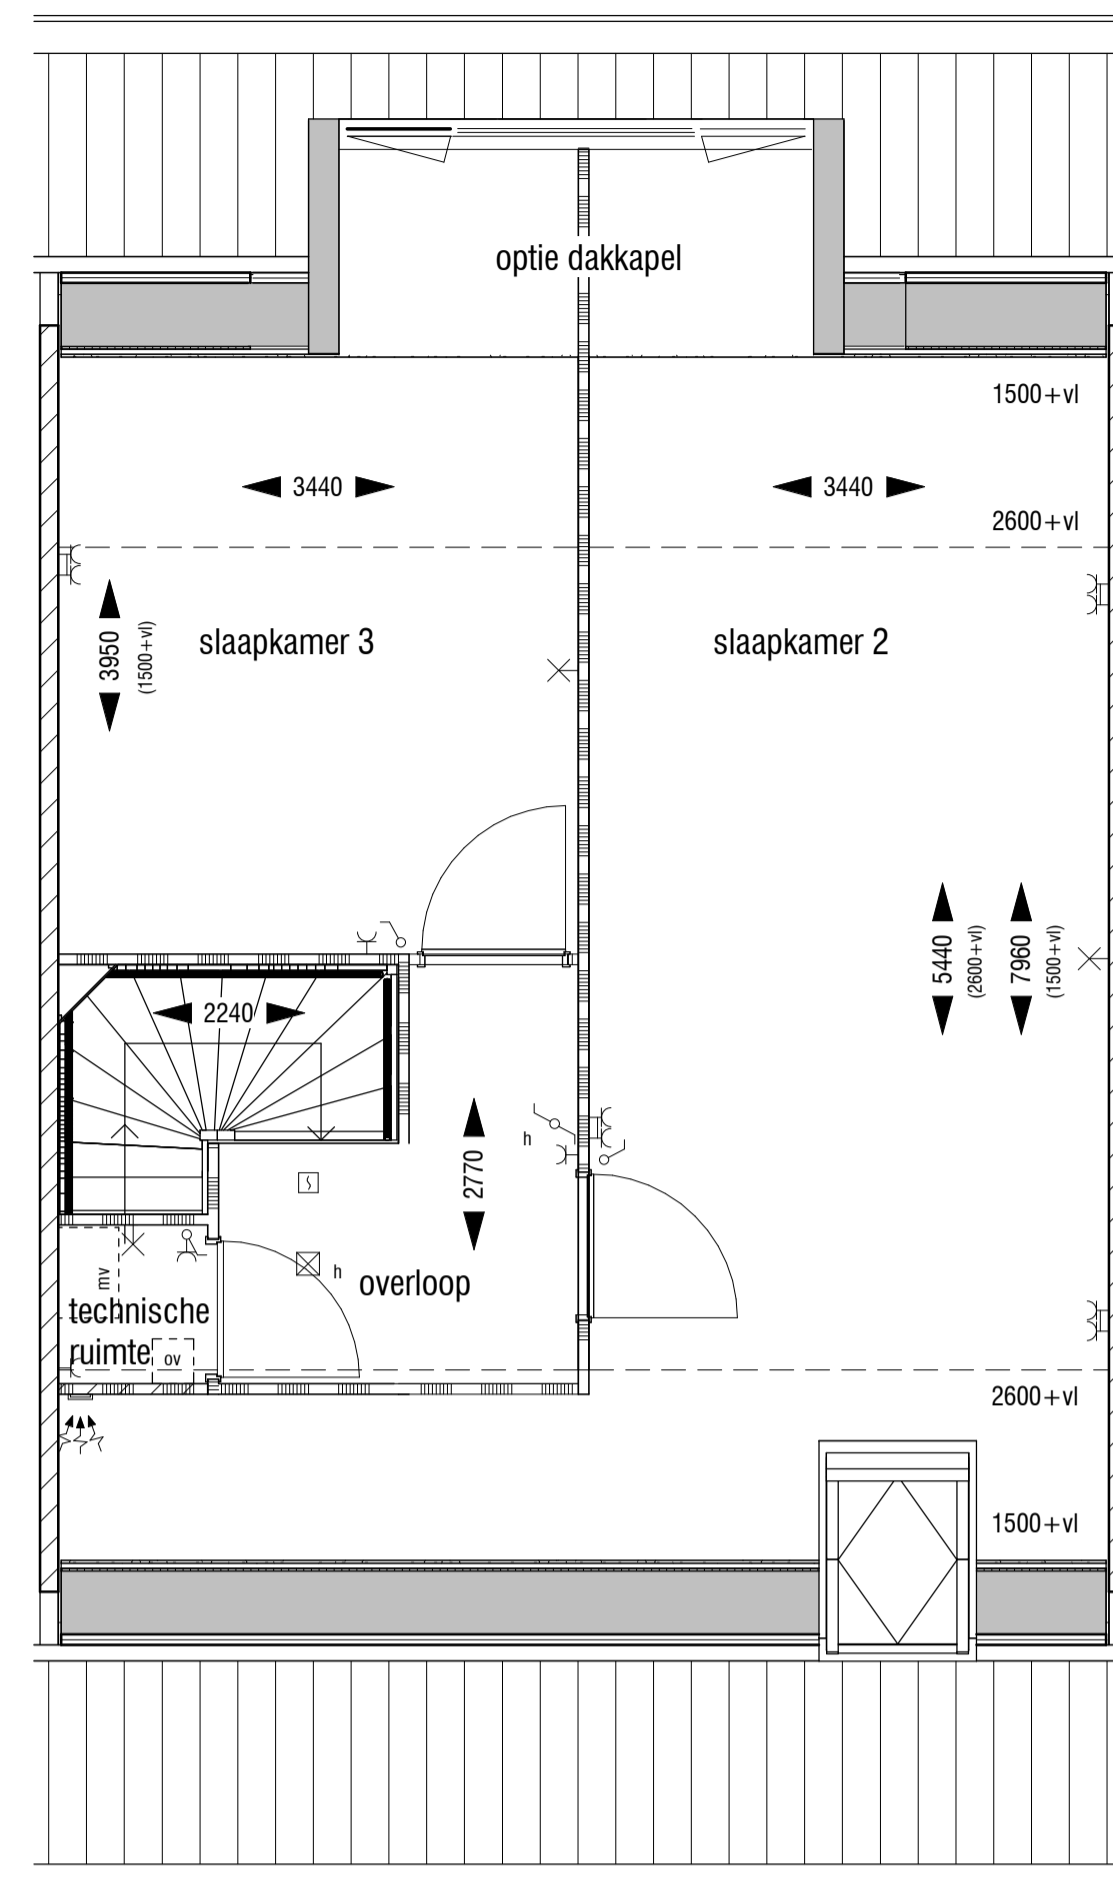 optie dakkapel
1500+vl
3440
3440
2600+vl
slaapkamer 3
slaapkamer 2
3950
(1500+vl)
5440
(2600+vl)
7960
(1500+vl)
2240
h
2770
h
overloop
mv
technische
ruimte
ov
2600+vl
1500+vl